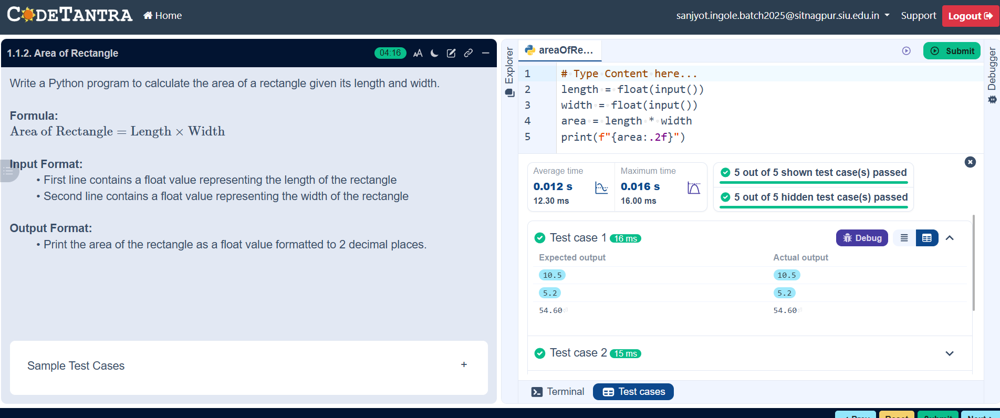 CODETANTRA Home sanjyot.ingole.batch2025@sitnagpur.siu.edu.in Support Logout
1.1.2. Area of Rectangle 04:16 AA
Write a Python program to calculate the area of a rectangle given its length and width.
Formula:
Area of Rectangle = Length × Width
Input Format:
• First line contains a float value representing the length of the rectangle
• Second line contains a float value representing the width of the rectangle
Output Format:
• Print the area of the rectangle as a float value formatted to 2 decimal places.
Sample Test Cases +
Explorer
areaOfRe... Submit
Debugger
1 # Type Content here...
2 length = float(input())
3 width = float(input())
4 area = length * width
5 print(f"{area:.2f}")
Average time Maximum time
0.012 s 0.016 s
12.30 ms 16.00 ms
5 out of 5 shown test case(s) passed
5 out of 5 hidden test case(s) passed
Test case 1 16 ms Debug
Expected output Actual output
10.5 10.5
5.2 5.2
54.60 54.60
Test case 2 15 ms
Terminal Test cases
Prev Reset Submit Next